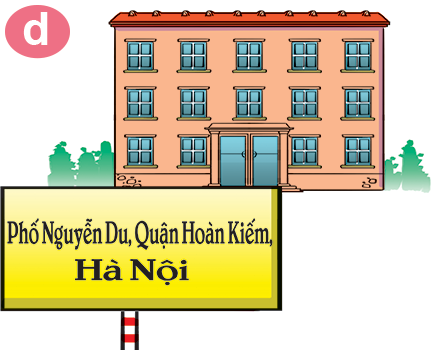 d
Phố Nguyễn Du, Quận Hoàn Kiếm,
Hà Nội